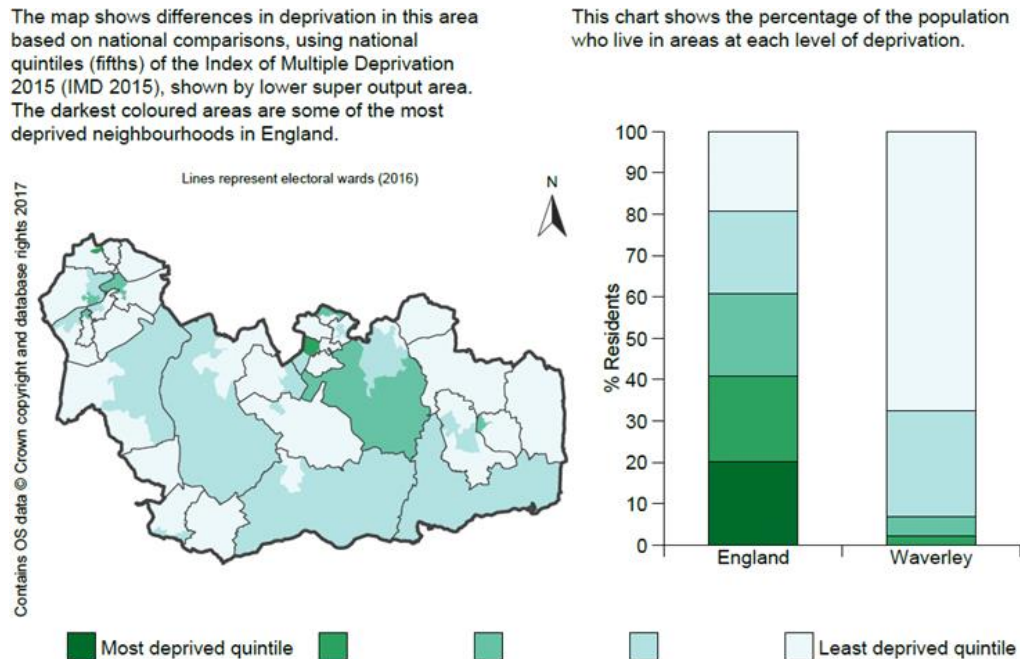 The map shows differences in deprivation in this area
based on national comparisons, using national
quintiles (fifths) of the Index of Multiple Deprivation
2015 (IMD 2015), shown by lower super output area.
The darkest coloured areas are some of the most
deprived neighbourhoods in England.
Lines represent electoral wards (2016)
N
Contains OS data © Crown copyright and database rights 2017
This chart shows the percentage of the population
who live in areas at each level of deprivation.
% Residents
100
90
80
70
60
50
40
30
20
10
0
England
Waverley
Most deprived quintile
Least deprived quintile